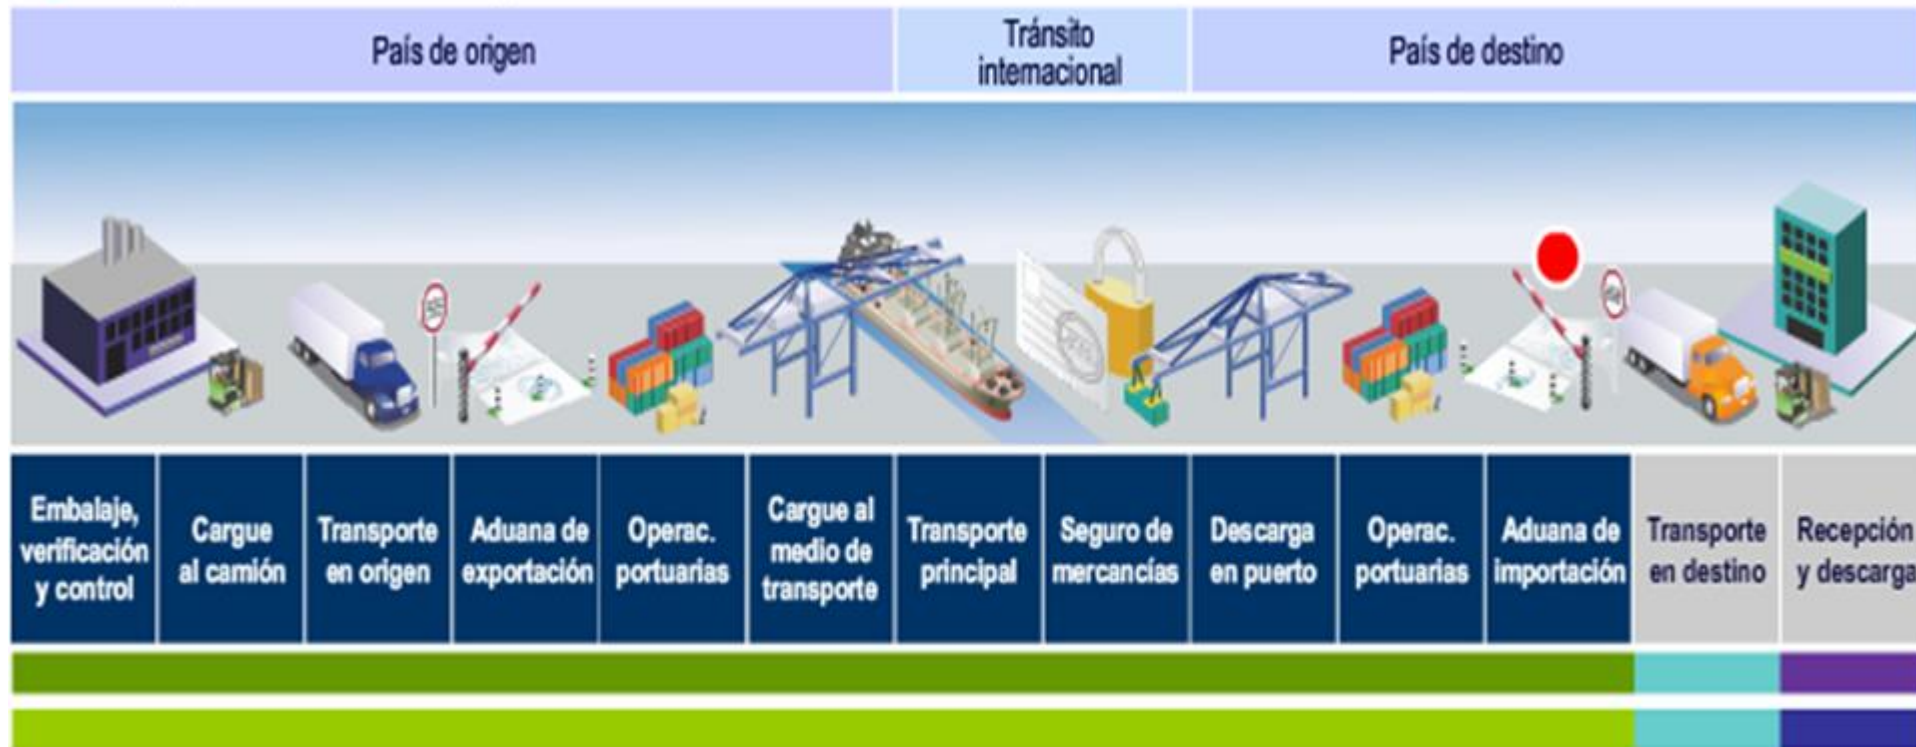 País de origen
Tránsito
internacional
País de destino
Embalaje,
verificación
y control
Cargue
al camión
Transporte
en origen
Aduana de
exportación
Operac.
portuarias
Cargue al
medio de
transporte
Transporte
principal
Seguro de
mercancías
Descarga
en puerto
Operac.
portuarias
Aduana de
importación
Transporte
en destino
Recepción
y descarga